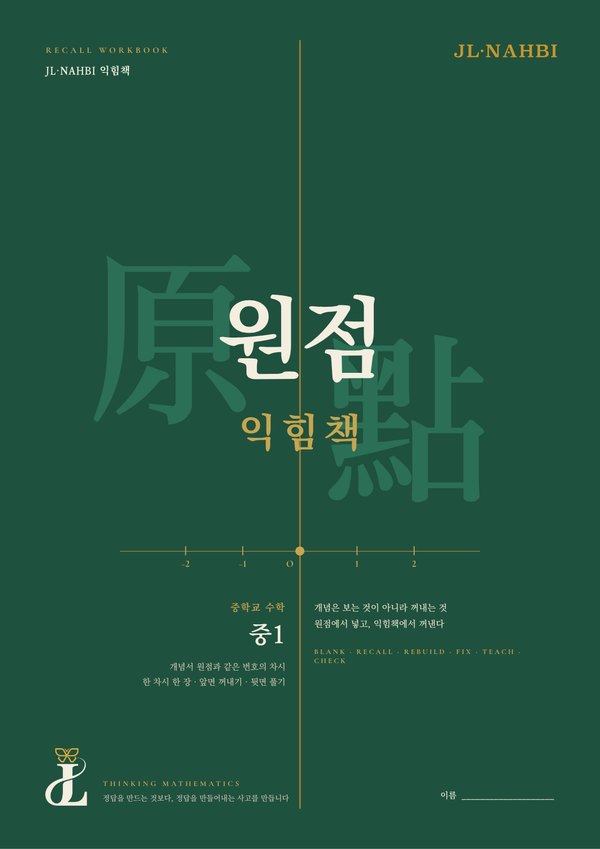 RECALL WORKBOOK
JL·NAHBI 익힘책
JL·NAHBI
原點
원점
익힘책
-2 -1 O 1 2
중학교 수학
중1
개념서 원점과 같은 번호의 차시
한 차시 한 장 · 앞면 꺼내기 · 뒷면 풀기
개념은 보는 것이 아니라 꺼내는 것
원점에서 넣고, 익힘책에서 꺼낸다
BLANK · RECALL · REBUILD · FIX · TEACH ·
CHECK
JL
THINKING MATHEMATICS
정답을 만드는 것보다, 정답을 만들어내는 사고를 만듭니다
이름 ____________________